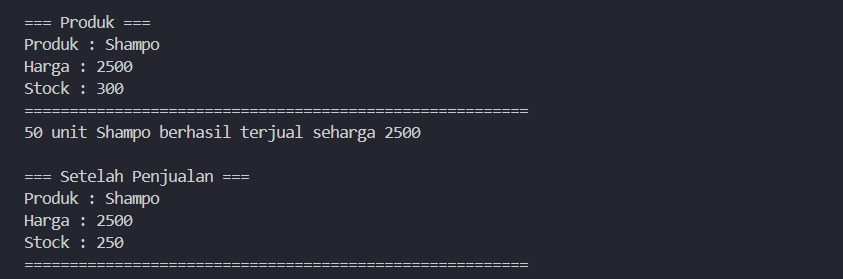 === Produk ===
Produk : Shampo
Harga : 2500
Stock : 300
========================================================
50 unit Shampo berhasil terjual seharga 2500
=== Setelah Penjualan ===
Produk : Shampo
Harga : 2500
Stock : 250
========================================================